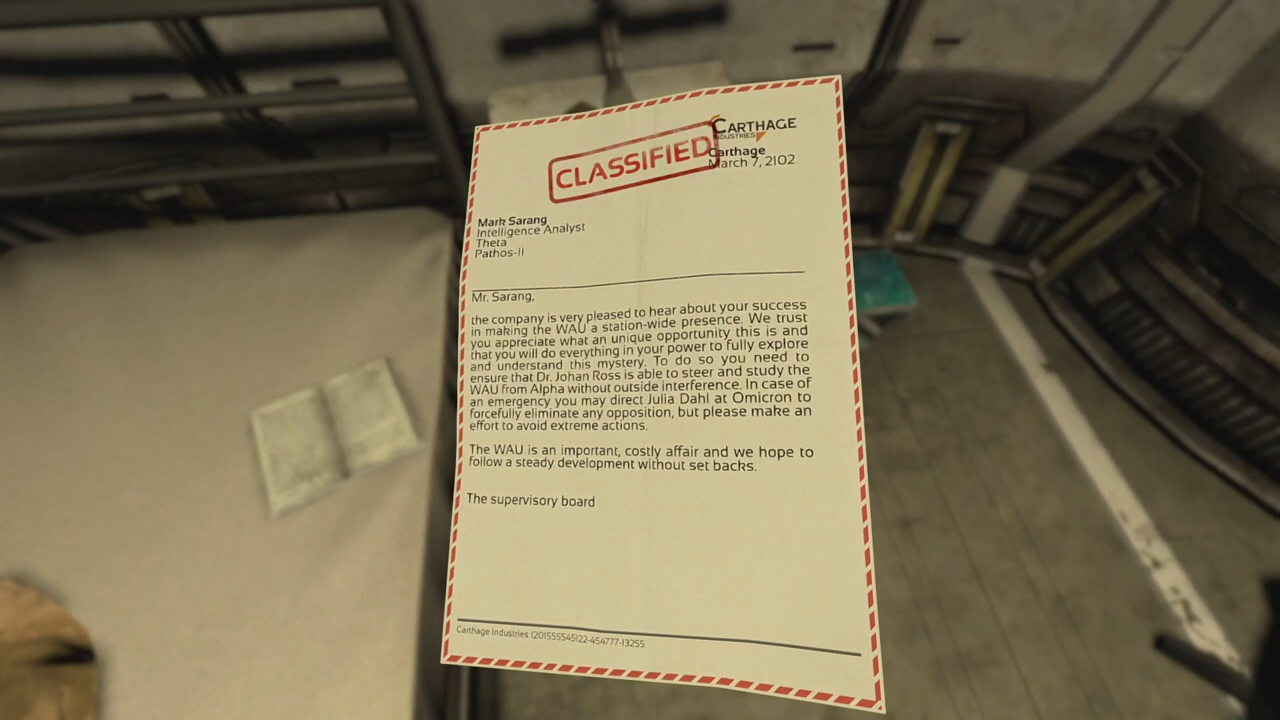 CARTHAGE
INDUSTRIES
CLASSIFIED
Carthage
March 7, 2102
Mark Sarang
Intelligence Analyst
Theta
Pathos-II
Mr. Sarang,
the company is very pleased to hear about your success
in making the WAU a station-wide presence. We trust
you appreciate what an unique opportunity this is and
that you will do everything in your power to fully explore
and understand this mystery. To do so you need to
ensure that Dr. Johan Ross is able to steer and study the
WAU from Alpha without outside interference. In case of
an emergency you may direct Julia Dahl at Omicron to
forcefully eliminate any opposition, but please make an
effort to avoid extreme actions.
The WAU is an important, costly affair and we hope to
follow a steady development without set backs.
The supervisory board
Carthage Industries 1201555545122-454777-13255